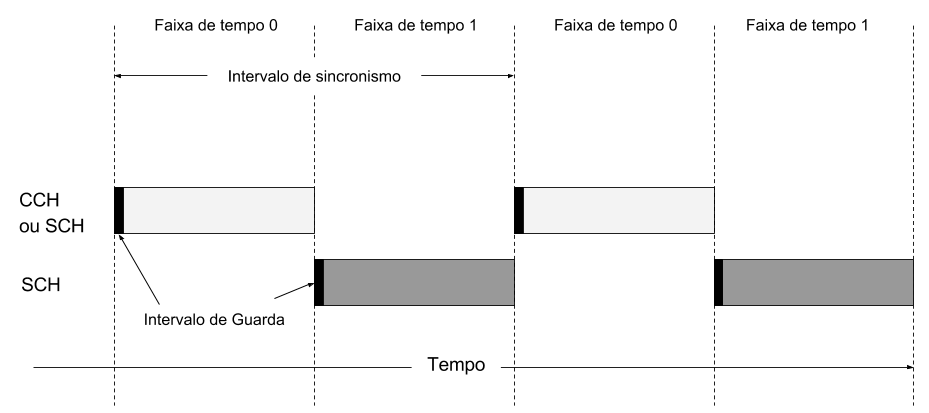 Faixa de tempo 0
Faixa de tempo 1
Faixa de tempo 0
Faixa de tempo 1
Intervalo de sincronismo
CCH
ou SCH
SCH
Intervalo de Guarda
Tempo